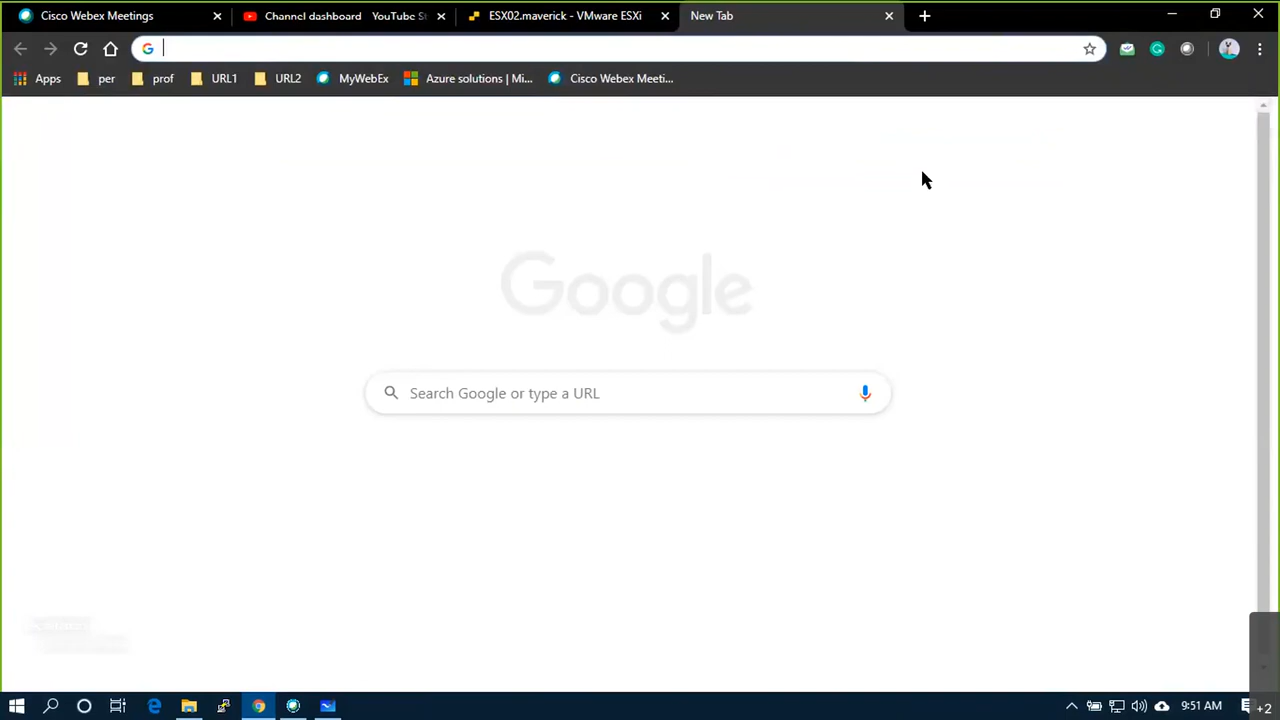 Cisco Webex Meetings
Channel dashboard YouTube St
ESX02.maverick - VMware ESXi
New Tab
Apps
per
prof
URL1
URL2
MyWebEx
Azure solutions | Mi...
Cisco Webex Meeti...
Google
Search Google or type a URL
9:51 AM
+2